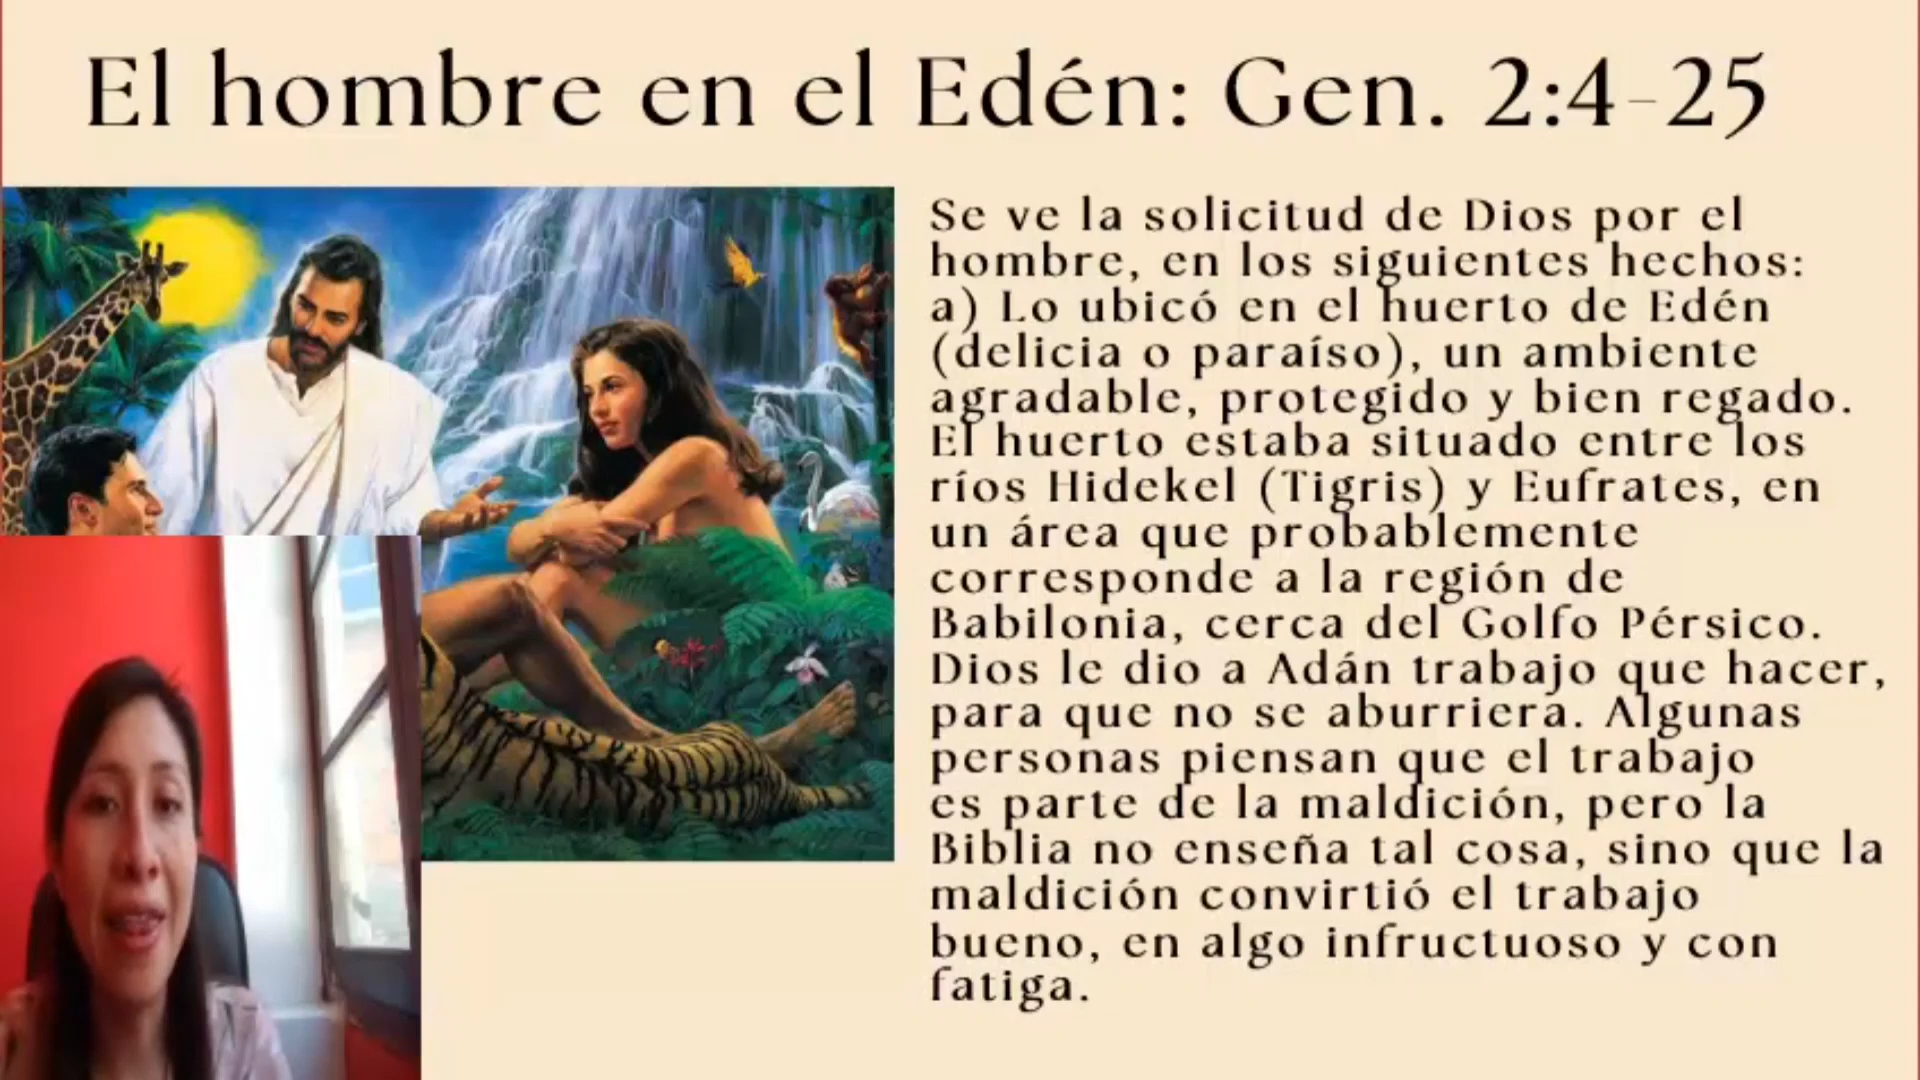 El hombre en el Edén: Gen. 2:4-25
Se ve la solicitud de Dios por el
hombre, en los siguientes hechos:
a) Lo ubicó en el huerto de Edén
(delicia o paraíso), un ambiente
agradable, protegido y bien regado.
El huerto estaba situado entre los
ríos Hidekel (Tigris) y Eufrates, en
un área que probablemente
corresponde a la región de
Babilonia, cerca del Golfo Pérsico.
Dios le dio a Adán trabajo que hacer,
para que no se aburriera. Algunas
personas piensan que el trabajo
es parte de la maldición, pero la
Biblia no enseña tal cosa, sino que la
maldición convirtió el trabajo
bueno, en algo infructuoso y con
fatiga.